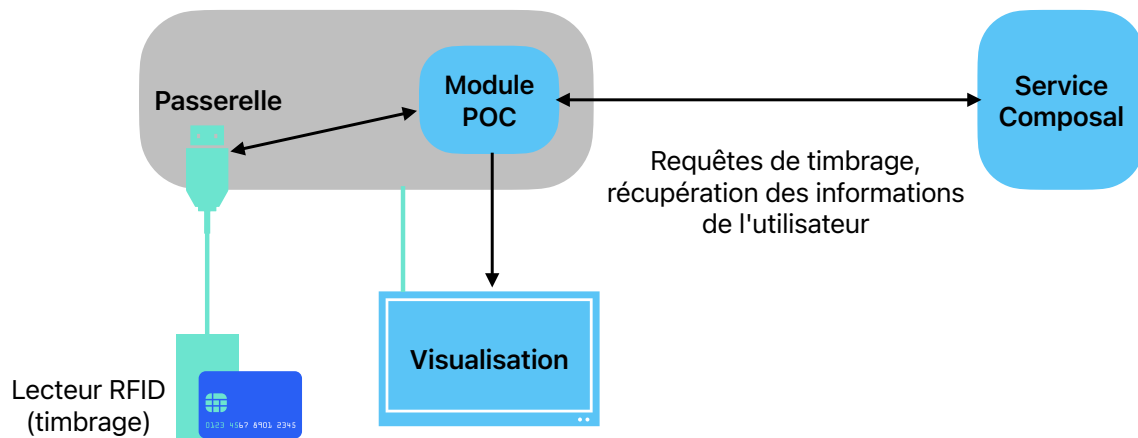 Passerelle
Module
POC
Service
Composal
Requêtes de timbrage,
récupération des informations
de l'utilisateur
Visualisation
Lecteur RFID
(timbrage)
0123 4567 8901 2345